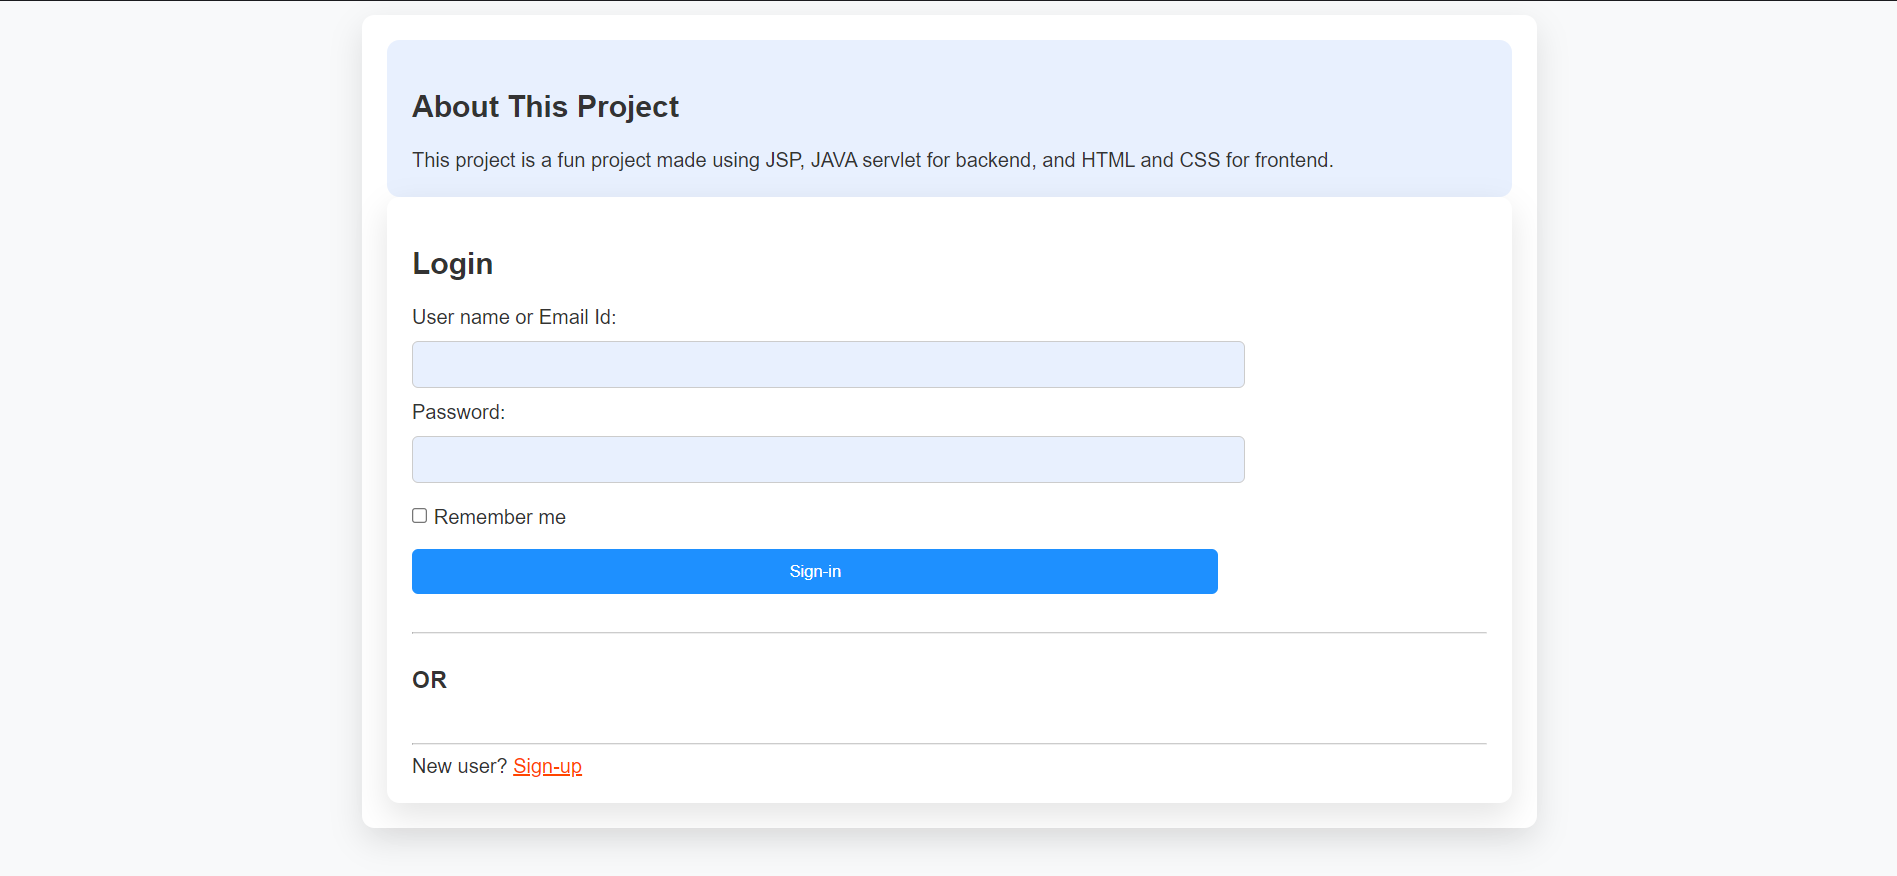 About This Project
This project is a fun project made using JSP, JAVA servlet for backend, and HTML and CSS for frontend.
Login
User name or Email Id:
Password:
Remember me
Sign-in
OR
New user? Sign-up